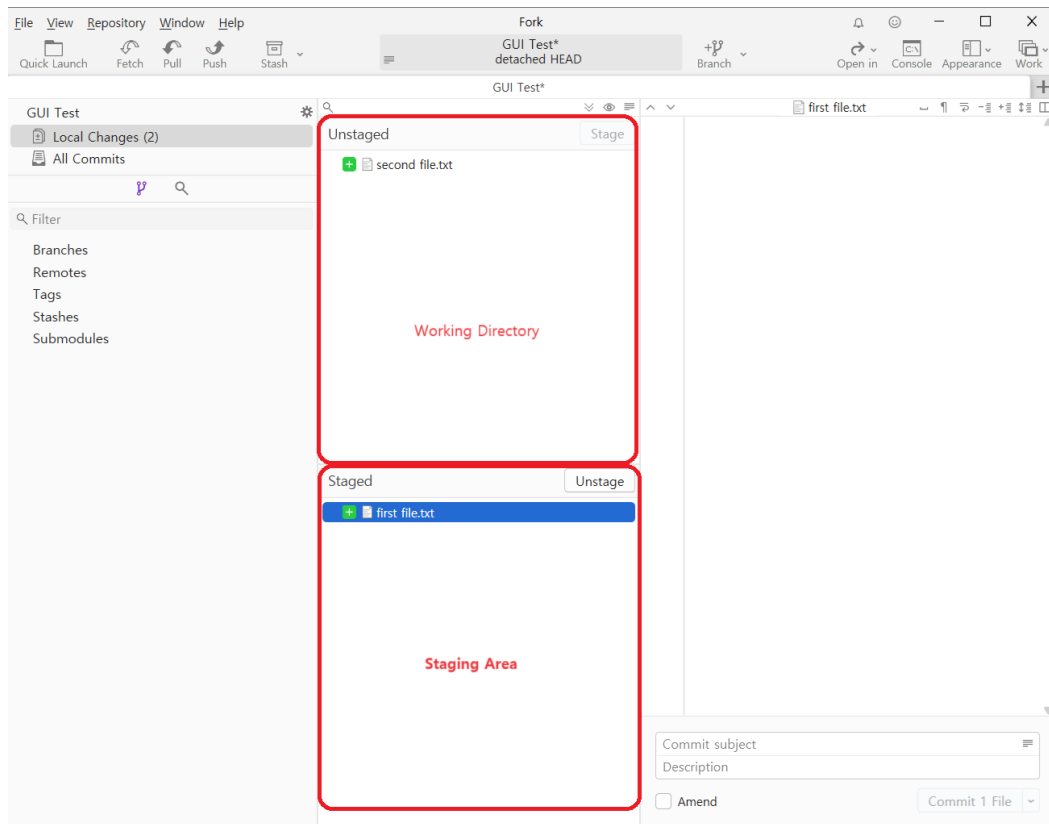 File View Repository Window Help
Fork
Quick Launch
Fetch
Pull
Push
Stash
GUI Test*
detached HEAD
Branch
Open in
Console
Appearance
Work
GUI Test*
GUI Test
Local Changes (2)
All Commits
Filter
Branches
Remotes
Tags
Stashes
Submodules
Unstaged
Stage
second file.txt
Working Directory
Staged
Unstage
first file.txt
Staging Area
first file.txt
Commit subject
Description
Amend
Commit 1 File